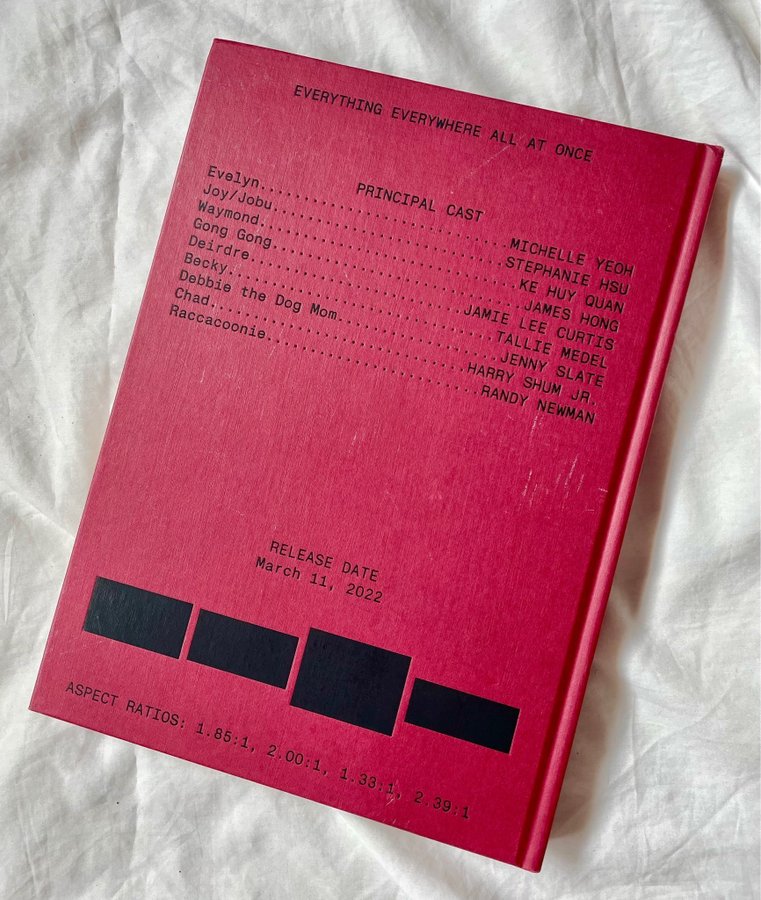 EVERYTHING EVERYWHERE ALL AT ONCE
PRINCIPAL CAST
Evelyn..............................MICHELLE YEOH
Joy/Jobu............................STEPHANIE HSU
Waymond..............................KE HUY QUAN
Gong Gong..............................JAMES HONG
Deirdre..........................JAMIE LEE CURTIS
Becky...............................TALLIE MEDEL
Debbie the Dog Mom...................JENNY SLATE
Chad...............................HARRY SHUM JR.
Raccacoonie..........................RANDY NEWMAN
RELEASE DATE
March 11, 2022
ASPECT RATIOS: 1.85:1, 2.00:1, 1.33:1, 2.39:1